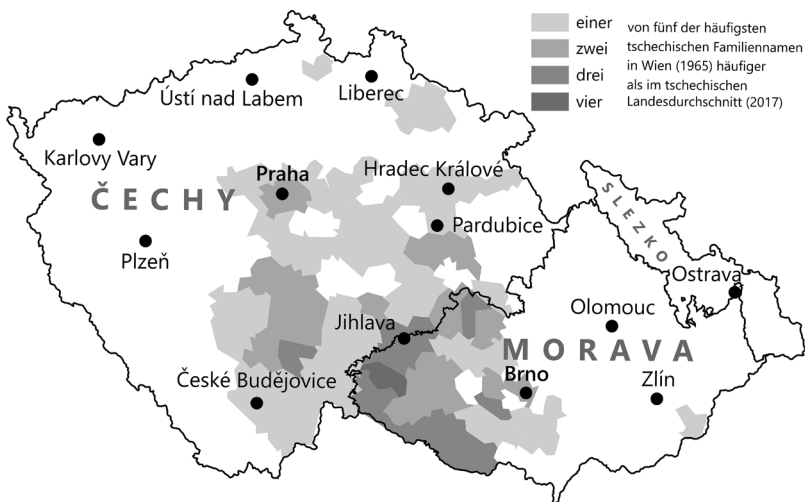 einer
zwei
drei
vier
von fünf der häufigsten
tschechischen Familiennamen
in Wien (1965) häufiger
als im tschechischen
Landesdurchschnitt (2017)
Ústí nad Labem
Liberec
Karlovy Vary
Praha
Hradec Králové
ČECHY
Pardubice
Plzeň
SLEZKO
Ostrava
Olomouc
Jihlava
MORAVA
České Budějovice
Brno
Zlín